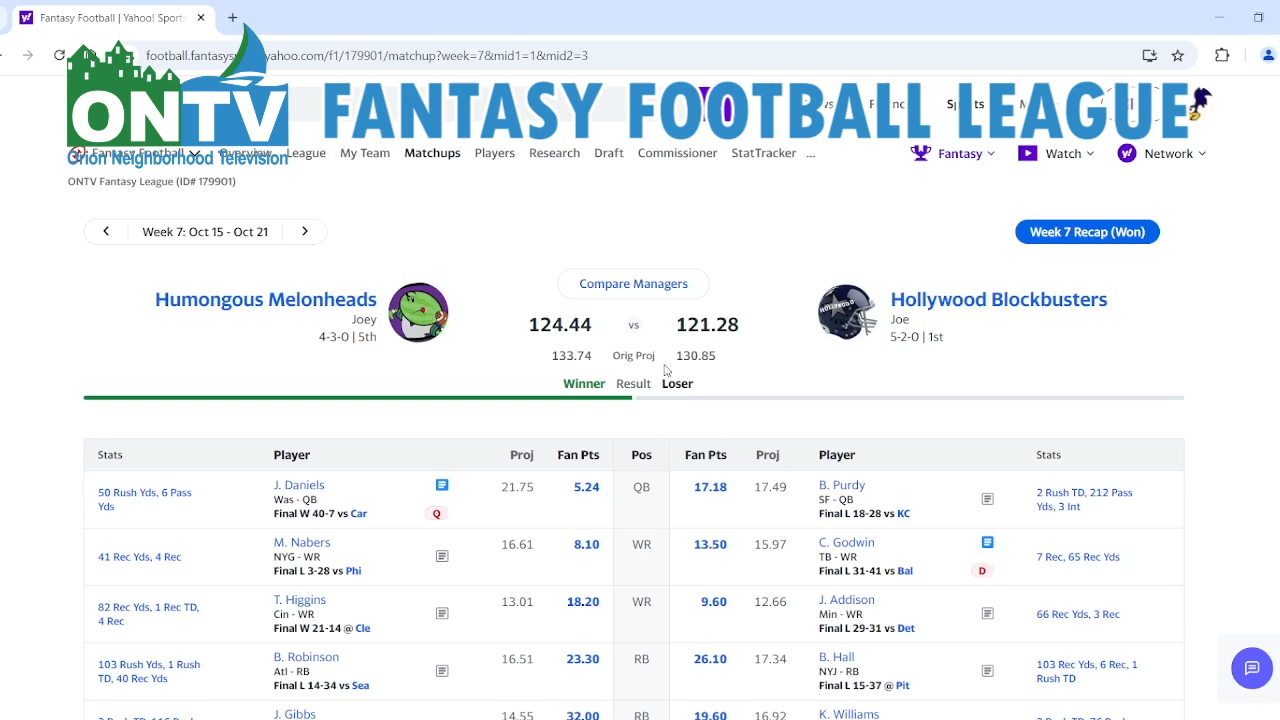 Fantasy Football | Yahoo! Sports
football.fantasysp yahoo.com/f1/179901/matchup?week=7&mid1=1&mid2=3
ONTV
Orion Neighborhood Television
FANTASY FOOTBALL LEAGUE
Sports
Fantasy Football Overview League My Team Matchups Players Research Draft Commissioner StatTracker ... Fantasy Watch Network
ONTV Fantasy League (ID# 179901)
Week 7: Oct 15 - Oct 21
Week 7 Recap (Won)
Compare Managers
Humongous Melonheads
Joey
4-3-0 | 5th
124.44 vs 121.28
133.74 Orig Proj 130.85
Winner Result Loser
Hollywood Blockbusters
Joe
5-2-0 | 1st
Stats Player Proj Fan Pts Pos Fan Pts Proj Player Stats
50 Rush Yds, 6 Pass
Yds
J. Daniels
Was - QB
Final W 40-7 vs Car
Q
21.75 5.24 QB 17.18 17.49
B. Purdy
SF - QB
Final L 18-28 vs KC
2 Rush TD, 212 Pass
Yds, 3 Int
41 Rec Yds, 4 Rec
M. Nabers
NYG - WR
Final L 3-28 vs Phi
16.61 8.10 WR 13.50 15.97
C. Godwin
TB - WR
Final L 31-41 vs Bal
D
7 Rec, 65 Rec Yds
82 Rec Yds, 1 Rec TD,
4 Rec
T. Higgins
Cin - WR
Final W 21-14 @ Cle
13.01 18.20 WR 9.60 12.66
J. Addison
Min - WR
Final L 29-31 vs Det
66 Rec Yds, 3 Rec
103 Rush Yds, 1 Rush
TD, 40 Rec Yds
B. Robinson
Atl - RB
Final L 14-34 vs Sea
16.51 23.30 RB 26.10 17.34
B. Hall
NYJ - RB
Final L 15-37 @ Pit
103 Rec Yds, 6 Rec, 1
Rush TD
J. Gibbs
14.55 32.00 RB 19.60 16.92
K. Williams